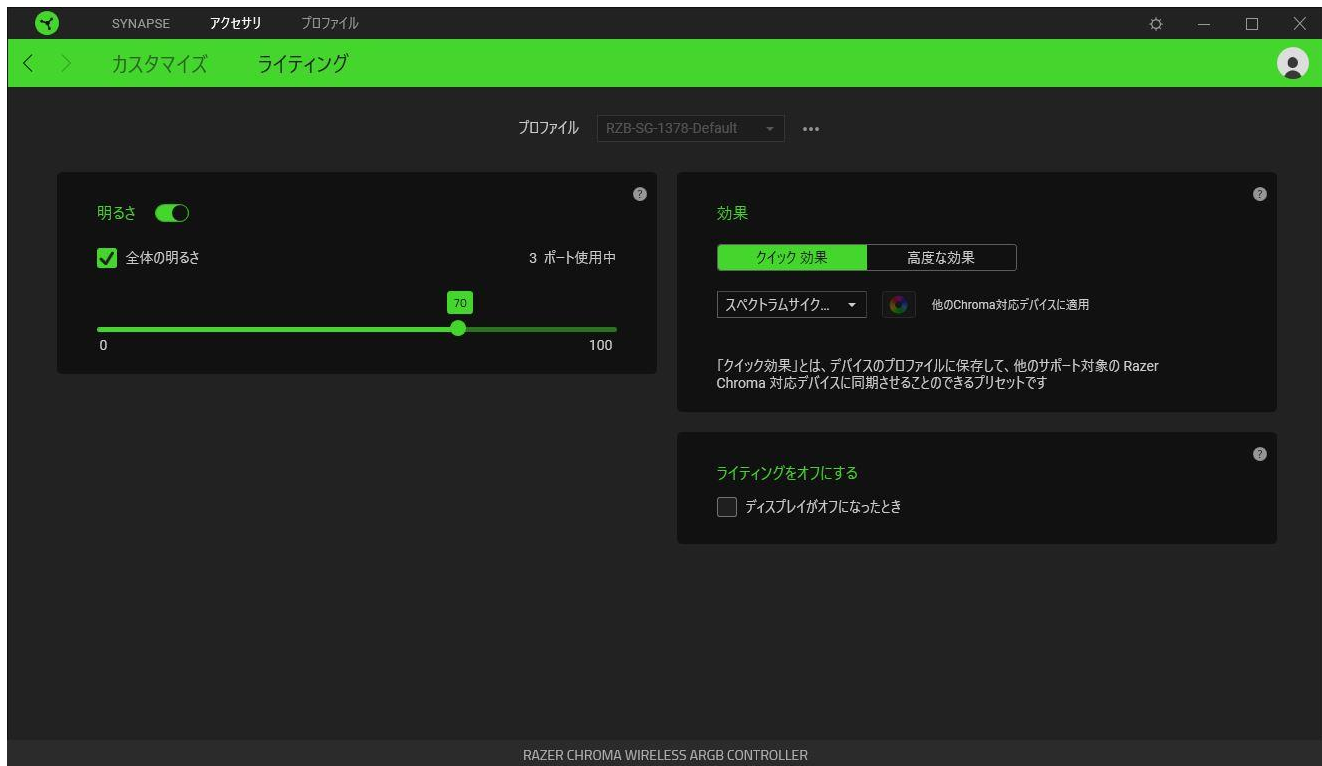 SYNAPSE アクセサリ プロファイル
カスタマイズ ライティング
プロファイル RZB-SG-1378-Default
明るさ
全体の明るさ 3 ポート使用中
70
0 100
効果
クイック 効果 高度な効果
スペクトラムサイク... 他のChroma対応デバイスに適用
「クイック効果」とは、デバイスのプロファイルに保存して、他のサポート対象の Razer
Chroma 対応デバイスに同期させることのできるプリセットです
ライティングをオフにする
ディスプレイがオフになったとき
RAZER CHROMA WIRELESS ARGB CONTROLLER